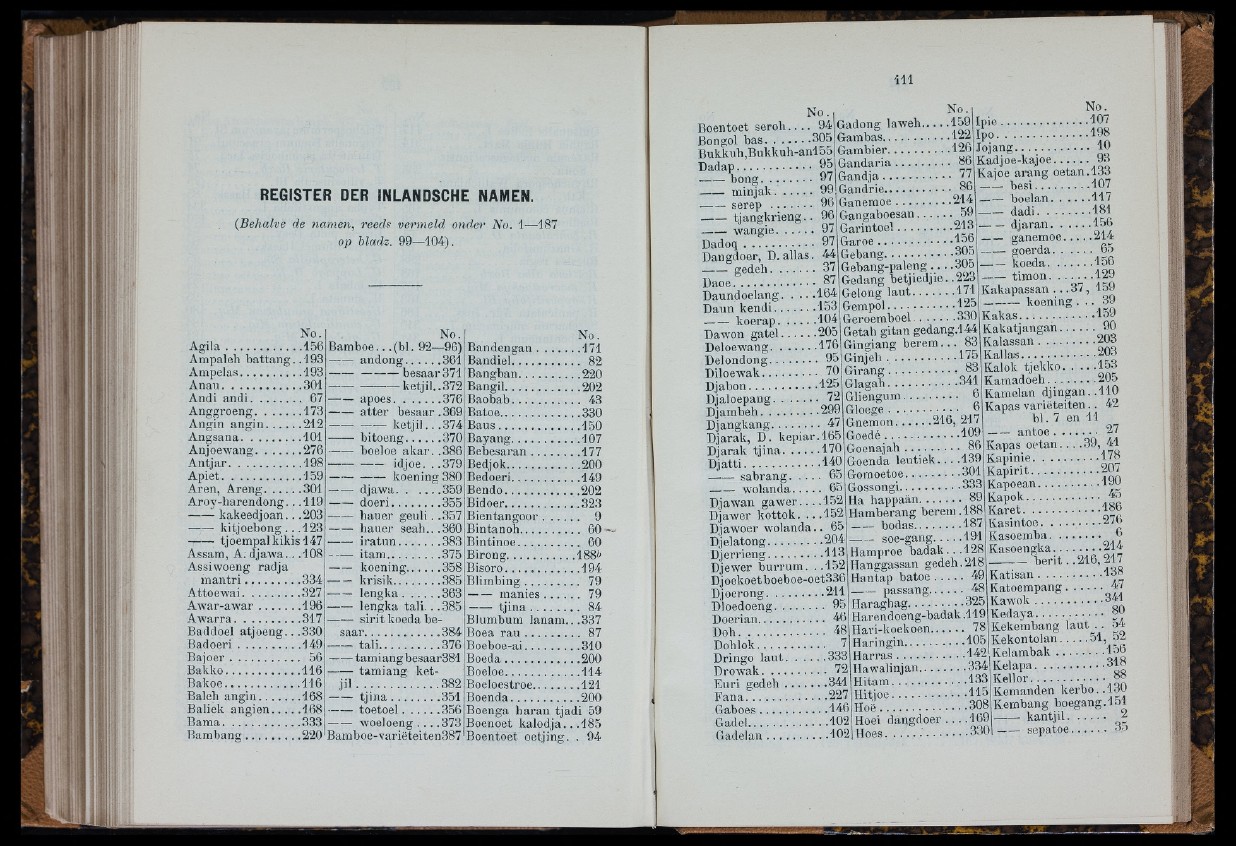 REGISTER DER INLANDSCHE NAMEN.
(Behalve de namen, reeds vermeld onder No. 1—187
op bladz. 99—104).
No.
Agila . . . . . . . . . . .156
Ampaleh battang. .193
Ampelas. . . . . . . . .193
Anan. . . . . . . . . . . .301
Andi andi. . . . . . . . 67
Anggroeng. . . . . . .173
Angin angin. . . . . .212
Angsana. . . . . . . . .101
Anjoewang. . . . . . .276
Antjar. . . . . . . . . . .198
Apiet. . . . . . . . . . . .159
Aren, Areng. . . . . .301
Aroy-harendong. . .119
—— kakeedjoan. . .203
—— kitjoebong . . .123
—— tjoempal kikis 147
Assam, A. djawa. . .108
Assiwoeng radja
mantri . . . . . . . . .334
Attoewai. . . . . . . . .327
Awar-awar . . . . . . .196
Awarra. . . . . . . . . .317
Baddoel atjoeng. . .330
Badoeri . . . . . . . . .149
Bajoer . . . . . . . . . . 56
Bakko. . . . . . . . . . .116
Bakoe. . . . . . . . . . .116
Baleh angin. . . . . .168
Baliek angien. . . . .168
Bama. . . . . . . . . . .333
Bambang . . . . . . . .220
No.
Bamboe. . .(bl. 92—96)
—— andong. . . . . .361
—— —— besaar 371
—— —— ketjil. .372
—— apoes. . . . . . .376
—— atter besaar .369
—— —— ketjil. . .374
—— bitoeng. . . . . .370
—— boeloe akar. .386
—— —— idjoe. . .379
—— —— koening 380
—— djawa. . . . . .359
—— doeri. . . . . . .355
—— hauer geuli. .357
—— hauer seah. . .360
—— iratun. . . . . . .383
—— itam. . . . . . . .375
—— koening. . . . .358
—— krisik. . . . . . .385
—— lengka . . . . . .363
—— lengka tali . .385
—— sirit koeda be-
saar. . . . . . . . . . . .384
—— tali. . . . . . . . .376
—— tamiang besaar381
—— tamiang ket-
jil . . . . . . . . . . . . .382
—— tjina . . . . . . . .351
—— toetoel . . . . . .356
—— woeloeng . . . .373
Bamboe-variëteiten387
No.
Bandengan . . . . . . .171
Bandiel. . . . . . . . . . 82
Bangban. . . . . . . . .220
Bangil. . . . . . . . . . .202
Baobab. . . . . . . . . . 43
Batoe. . . . . . . . . . . .330
Baus . . . . . . . . . . . .150
Bayang. . . . . . . . . .107
Bebesaran . . . . . . .177
Bedjok. . . . . . . . . . .200
Bedoeri. . . . . . . . . .149
Bendo. . . . . . . . . . .202
Bidoer. . . . . . . . . . .323
Bientangoor . . . . . . 9
Bintanoh. . . . . . . . . 60
Bintinoe. . . . . . . . . 60
Birong. . . . . . . . . . .188b
Bisoro. . . . . . . . . . .194
Blimbing . . . . . . . . 79
—— manies . . . . . . 79
—— tjina . . . . . . . . 84
Blumbum lanam. . .337
Boea rau . . . . . . . . 87
Boeboe-ai. . . . . . . .310
Boeda . . . . . . . . . . .200
Boeloe. . . . . . . . . . .114
Boeloestroe. . . . . . .121
Boenda. . . . . . . . . .200
Boenga baran tjadi 59
Boenoet kalodja. . .185
Boentoet oetjing. . 94
111
No.
Boentoet seroh. . . . 94
Bongol bas. . . . . . .305
Bukkuh,Bukkuh-an155
Dadap. . . . . . . . . . . 95
—— bong. . . . . . . . 97
—— minjak. . . . . . 99
—— serep . . . . . . . 96
—— tjangkrieng. . 96
—— wangie. . . . . . 97
Dadoq . . . . . . . . . . 97
Dangdoer, D. allas. 44
—— gedeh. . . . . . . 37
Daoe. . . . . . . . . . . . 87
Daundoelang. . . . .164
Daun kendi. . . . . . .153
—— koerap. . . . . .104
Dawon gatel. . . . . .205
Deloewang. . . . . . .176
Delondong. . . . . . . 95
Diloewak. . . . . . . . 70
Djabon. . . . . . . . . .125
Djaloepang. . . . . . . 72
Djambeh. . . . . . . . .299
Djangkang. . . . . . . 47
Djarak, D. kepiar.165
Djarak tjina. . . . . .170
Djatti. . . . . . . . . . . .140
—— sabrang. . . . . 65
—— wolanda. . . . . 65
Djawan gawer. . . .152
Djawer kottok. . . .152
Djawoer wolanda. . 65
Djelatong. . . . . . . .204
Djerrieng. . . . . . . .113
Djewer burrum. . .152
Djoekoetboeboe-oet336
Djoerong. . . . . . . . .211
Dloedoeng. . . . . . . 95
Doerian. . . . . . . . . . 46
Doh. . . . . . . . . . . . . 48
Dohlok. . . . . . . . . . 7
Dringo laut. . . . . . .333
Drowak. . . . . . . . . . 72
Euri gedeh . . . . . .341
Fana. . . . . . . . . . . .227
Gaboes . . . . . . . . . .146
Gadel. . . . . . . . . . . .102
Gadelan . . . . . . . . .102
No.
Gadong laweh. . . . .159
Gambas. . . . . . . . . .122
Gambier. . . . . . . . .126
Gandaria . . . . . . . . 86
Gandja . . . . . . . . . . 77
Gandrie. . . . . . . . . . 86
Ganemoe . . . . . . . .214
Gangaboesan. . . . . . 59
Garintoel . . . . . . . .213
Garoe . . . . . . . . . . .156
Gebang. . . . . . . . . .305
Gebang-paleng . . . .305
Gedang betjiedjie. .223
Gelong laut. . . . . . .171
Gempol. . . . . . . . . .125
Geroemboel . . . . . .330
Getah gitan gedang.144
Gingiang berem. . . 83
Ginjeh . . . . . . . . . .175
Girang. . . . . . . . . . . 83
Glagah. . . . . . . . . . .341
Gliengum. . . . . . . . 6
Gloege . . . . . . . . . . 6
Gnemon. . . . . .216, 217
Goedé. . . . . . . . . . .109
Goenajah . . . . . . . . 86
Goenda lentiek. . . .139
Gomoetoe. . . . . . . .301
Gossongi. . . . . . . . .333
Ha happaän. . . . . . . 89
Hamberang berem.188
—— bodas. . . . . . . .187
—— soe-gang. . . . .191
Hamproe badak. . .128
Hanggassan gedeh.218
Hantap batoe . . . . . 49
—— passang. . . . . . 48
Haragbag. . . . . . . . .325
Harendoeng-badak.119
Hari-koekoen. . . . . 78
Haringin. . . . . . . . .105
Harras . . . . . . . . . .142
Hawalinjan. . . . . . .334
Hitam. . . . . . . . . . .133
Hitjoe. . . . . . . . . . .115
Hoë . . . . . . . . . . . .308
Hoei dangdoer . . . .169
Hoes. . . . . . . . . . . .330
No.
Ipie. . . . . . . . . . . . .107
Ipo. . . . . . . . . . . . . .198
Jojang. . . . . . . . . . . 10
Kadjoe-kajoe. . . . . . 93
Kajoe arang oetan.133
—— besi. . . . . . . . .107
—— boelan. . . . . . .117
—— dadi. . . . . . . . .181
—— djaran. . . . . . .156
—— ganemoe. . . . .214
—— goerda. . . . . . . 65
—— koeda. . . . . . . .156
—— timon. . . . . . . .129
Kakapassan . . .37, 159
—— koening. . . 39
Kakas. . . . . . . . . . .159
Kakatjangan. . . . . . 90
Kalassan . . . . . . . . .203
Kallas. . . . . . . . . . . .203
Kalok tjekko. . . . . .153
Kamadoeh. . . . . . . .205
Kamelan djingan. .110
Kapas variëteiten. . 42
bl. 7 en 11
—— antoe . . . . . . . 27
Kapas oetan. . . .39, 41
Kapinie. . . . . . . . . .178
Kapirit. . . . . . . . . . .207
Kapoean. . . . . . . . . .190
Kapok. . . . . . . . . . . 45
Karet. . . . . . . . . . . .186
Kasintoe. . . . . . . . . .276
Kasoemba. . . . . . . . 6
Kasoengka. . . . . . . .214
—— berit . .216, 217
Katisan . . . . . . . . . .138
Katoempang . . . . . . 47
Kawok . . . . . . . . . .341
Kedaya. . . . . . . . . . 80
Kekembang laut . . 54
Kekontolan. . . . .51, 52
Kelambak . . . . . . . .156
Kelapa. . . . . . . . . . .318
Kellor. . . . . . . . . . . . 88
Kemanden kerbo. .130
Kembang boegang.151
—— kantjil. . . . . . 2
—— sepatoe. . . . . . 35